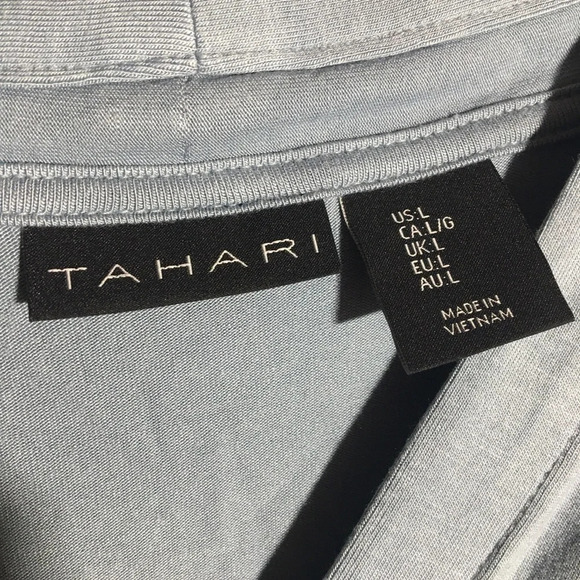 TAHARI
US:L
CA:L/G
UK:L
EU:L
AU:L
MADE IN
VIETNAM